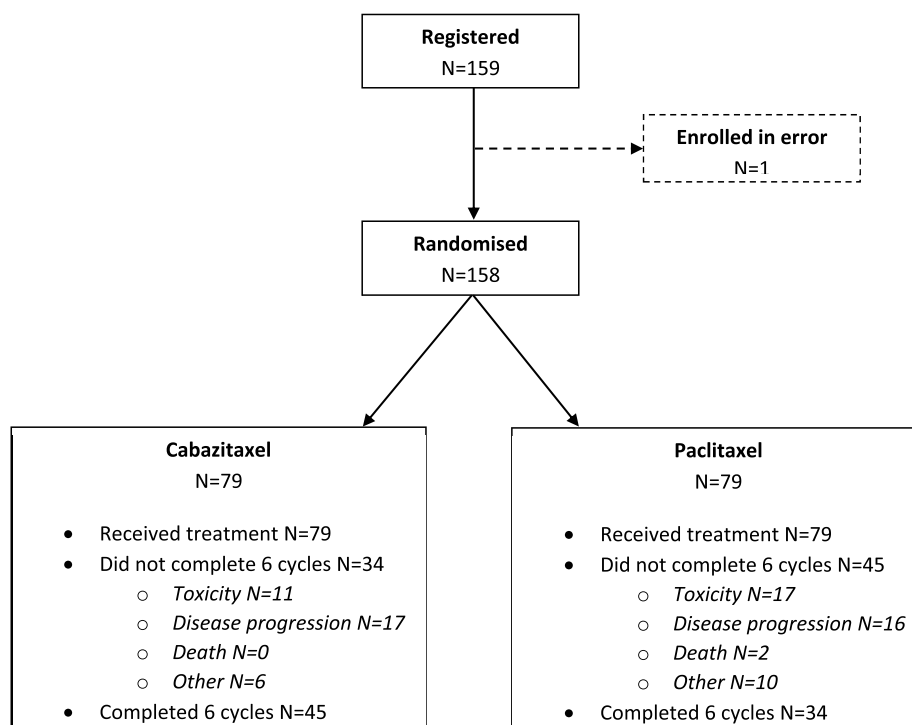 Registered
N=159
Enrolled in error
N=1
Randomised
N=158
Cabazitaxel
N=79
• Received treatment N=79
• Did not complete 6 cycles N=34
o Toxicity N=11
o Disease progression N=17
o Death N=0
o Other N=6
• Completed 6 cycles N=45
Paclitaxel
N=79
• Received treatment N=79
• Did not complete 6 cycles N=45
o Toxicity N=17
o Disease progression N=16
o Death N=2
o Other N=10
• Completed 6 cycles N=34